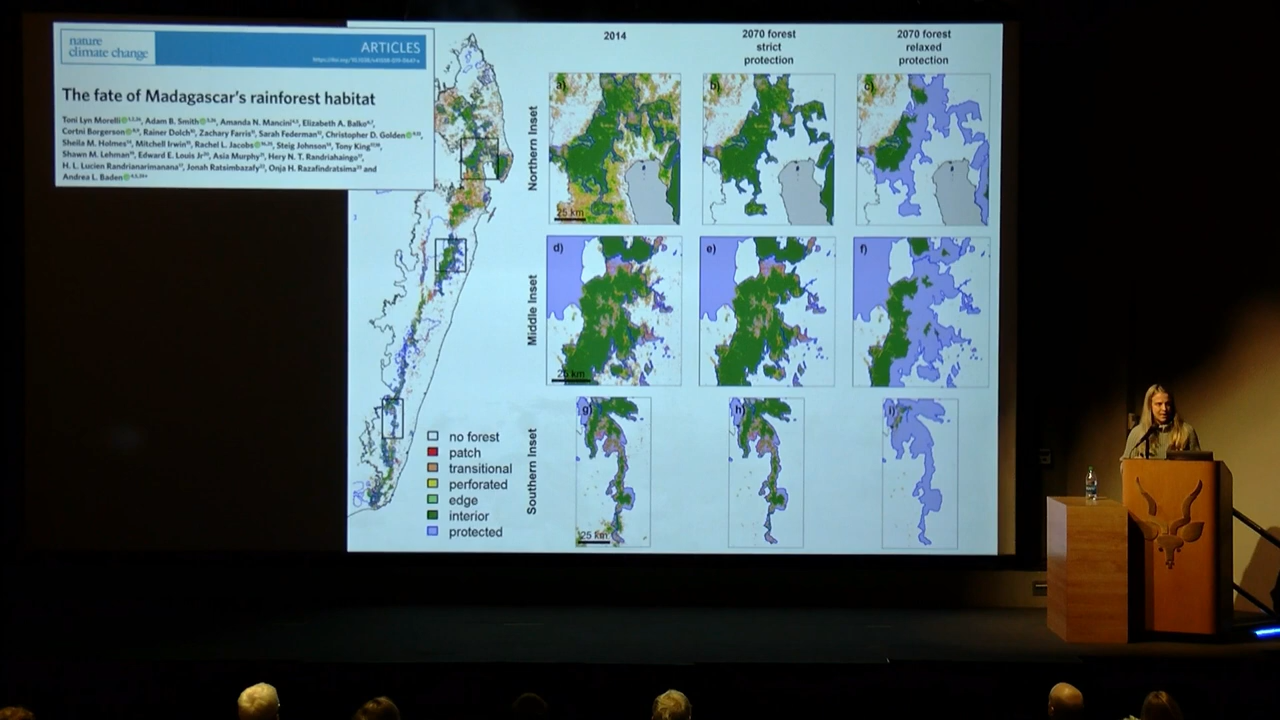 nature
climate change
ARTICLES
The fate of Madagascar's rainforest habitat
Toni Lyn Morelli, Adam B. Smith, Amanda N. Mancini, Elizabeth A. Balko,
Cortni Borgerson, Rainer Dolch, Zachary Farris, Sarah Federman, Christopher D. Golden,
Sheila M. Holmes, Mitchell Irwin, Rachel L. Jacobs, Steig Johnson, Tony King,
Shawn M. Lehman, Edward E. Louis Jr, Asia Murphy, Hery N. T. Randriahaingo,
H. L. Lucien Randrianarimanana, Jonah Ratsimbazafy, Onja H. Razafindratsima and
Andrea L. Baden
2014
2070 forest
strict
protection
2070 forest
relaxed
protection
Northern Inset
a)
b)
c)
25 km
Middle Inset
d)
e)
f)
25 km
Southern Inset
g)
h)
i)
25 km
no forest
patch
transitional
perforated
edge
interior
protected